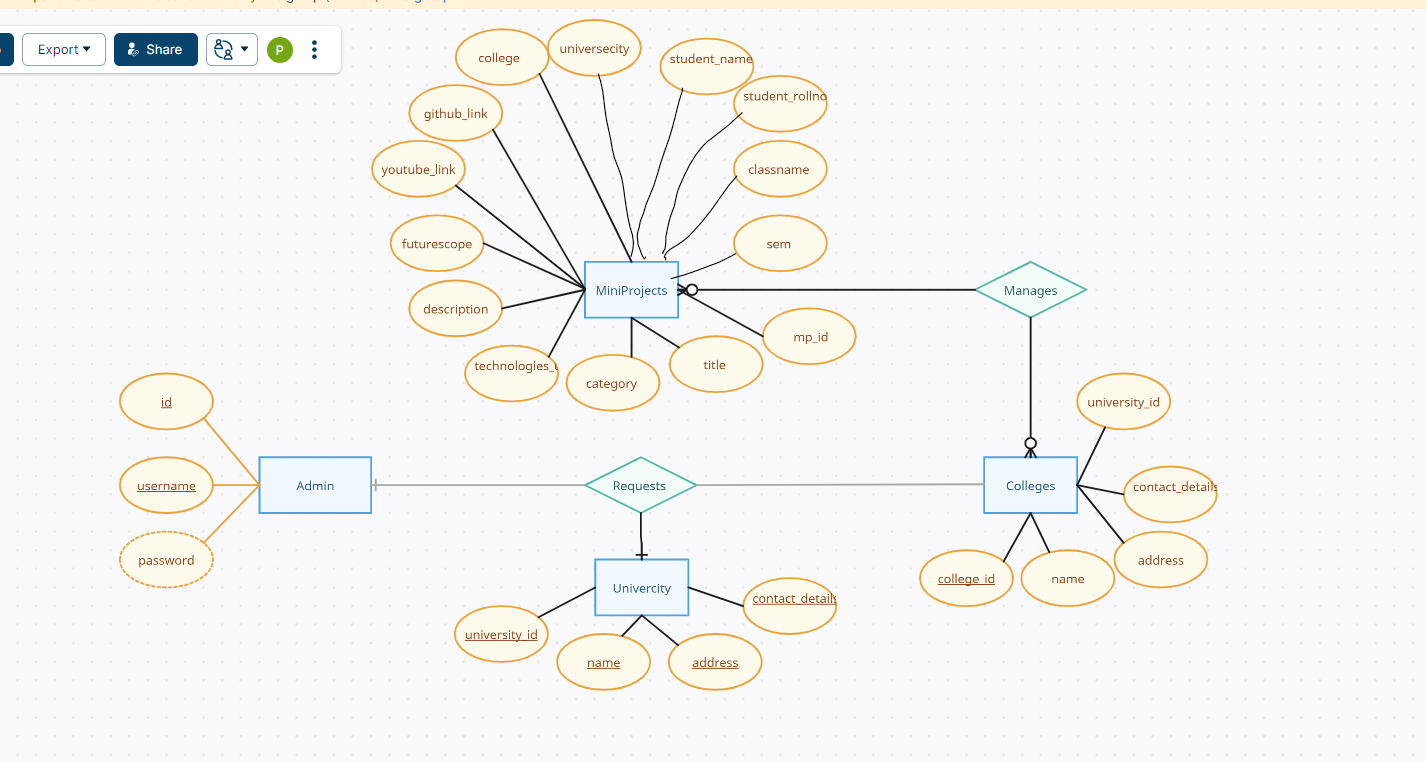 Export
Share
P
college
universecity
student_name
student_rollno
github_link
youtube_link
classname
futurescope
sem
MiniProjects
Manages
description
mp_id
technologies_
category
title
id
university_id
username
Admin
Requests
Colleges
contact_details
password
address
college_id
name
Univercity
contact_details
university_id
name
address